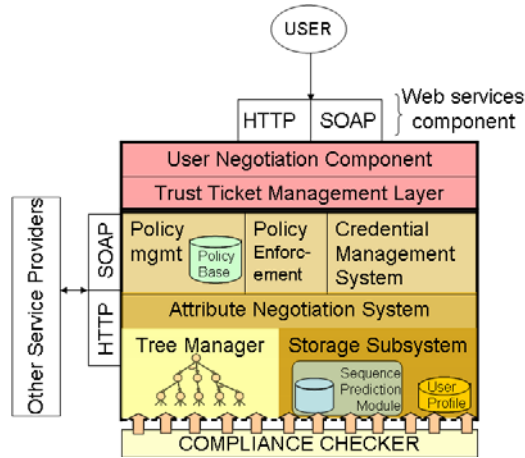 USER
HTTP
SOAP
Web services
component
User Negotiation Component
Trust Ticket Management Layer
Other Service Providers
SOAP
HTTP
Policy
mgmt
Policy
Base
Policy
Enforc-
ement
Credential
Management
System
Attribute Negotiation System
Tree Manager
Storage Subsystem
Sequence
Prediction
Module
User
Profile
COMPLIANCE CHECKER